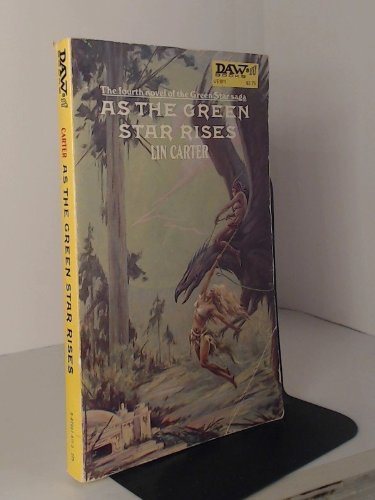 DAW
BOOKS
The fourth novel of the Green Star saga
AS THE GREEN
STAR RISES
LIN CARTER
DAW
CARTER
AS THE GREEN STAR RISES